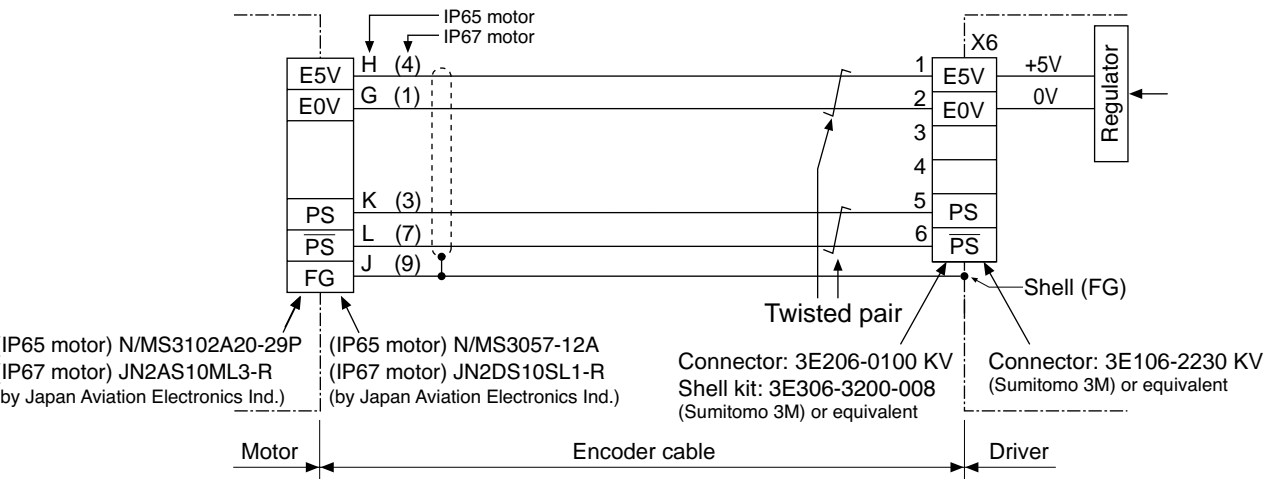 IP65 motor
IP67 motor
X6
H (4)
1
+5V
E5V
E5V
G (1)
2
0V
E0V
E0V
Regulator
3
4
K (3)
5
PS
PS
L (7)
6
PS
PS
J (9)
FG
Shell (FG)
Twisted pair
IP65 motor) N/MS3102A20-29P
IP67 motor) JN2AS10ML3-R
by Japan Aviation Electronics Ind.)
(IP65 motor) N/MS3057-12A
(IP67 motor) JN2DS10SL1-R
(by Japan Aviation Electronics Ind.)
Connector: 3E206-0100 KV
Shell kit: 3E306-3200-008
(Sumitomo 3M) or equivalent
Connector: 3E106-2230 KV
(Sumitomo 3M) or equivalent
Motor
Encoder cable
Driver